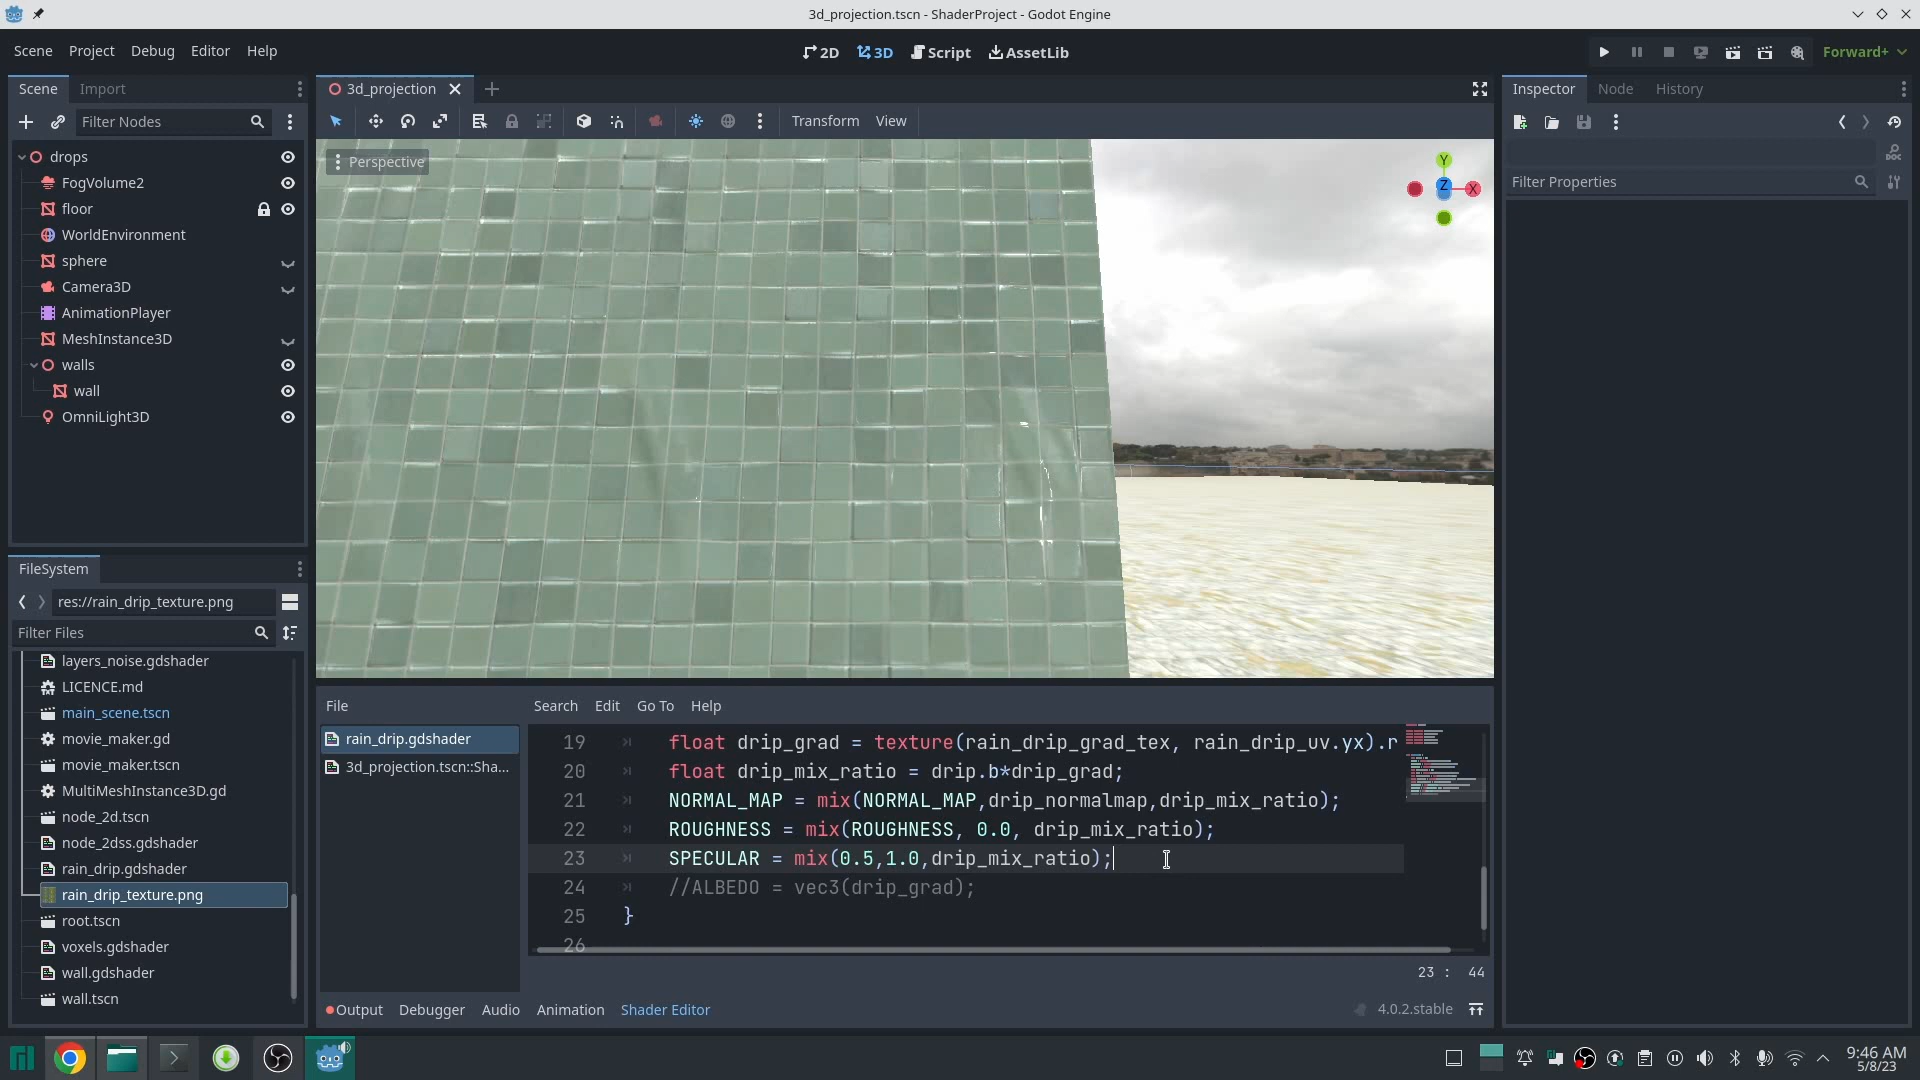 3d_projection.tscn - ShaderProject - Godot Engine
Scene Project Debug Editor Help
2D 3D Script AssetLib
Forward+
Scene Import
Filter Nodes
drops
FogVolume2
floor
WorldEnvironment
sphere
Camera3D
AnimationPlayer
MeshInstance3D
walls
wall
OmniLight3D
FileSystem
res://rain_drip_texture.png
Filter Files
layers_noise.gdshader
LICENCE.md
main_scene.tscn
movie_maker.gd
movie_maker.tscn
MultiMeshInstance3D.gd
node_2d.tscn
node_2dss.gdshader
rain_drip.gdshader
rain_drip_texture.png
root.tscn
voxels.gdshader
wall.gdshader
wall.tscn
3d_projection
Transform View
Perspective
Y
Z
X
File
rain_drip.gdshader
3d_projection.tscn::Sha...
Search Edit Go To Help
19 float drip_grad = texture(rain_drip_grad_tex, rain_drip_uv.yx).r
20 float drip_mix_ratio = drip.b*drip_grad;
21 NORMAL_MAP = mix(NORMAL_MAP,drip_normalmap,drip_mix_ratio);
22 ROUGHNESS = mix(ROUGHNESS, 0.0, drip_mix_ratio);
23 SPECULAR = mix(0.5,1.0,drip_mix_ratio);
24 //ALBEDO = vec3(drip_grad);
25 }
26
23 : 44
Output Debugger Audio Animation Shader Editor
4.0.2.stable
Inspector Node History
DOC
Filter Properties
9:46 AM
5/8/23